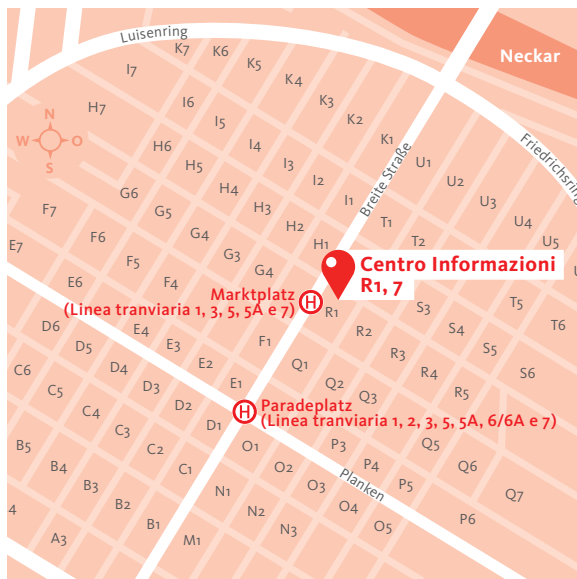 Luisenring
K7
K6
K5
K4
K3
K2
K1
Neckar
I7
I6
I5
I4
I3
I2
I1
H7
H6
H5
H4
H3
H2
H1
N
W
O
S
Breite Straße
Friedrichsring
U1
U2
U3
U4
U5
T1
T2
G6
G5
G4
G3
G4
F7
F6
F5
F4
E7
E6
Centro Informazioni
R1, 7
Marktplatz
(Linea tranviaria 1, 3, 5, 5A e 7)
H
R1
R2
R3
R4
R5
S3
S4
S5
S6
T5
T6
F1
D6
D5
D4
D3
D2
D1
E4
E3
E2
E1
Q1
Q2
Q3
H
Paradeplatz
(Linea tranviaria 1, 2, 3, 5, 5A, 6/6A e 7)
C6
C5
C4
C3
C2
C1
O1
O2
O3
O4
O5
P3
P4
P5
P6
Planken
Q5
Q6
Q7
B5
B4
B3
B2
B1
N1
N2
N3
M1
4
A3